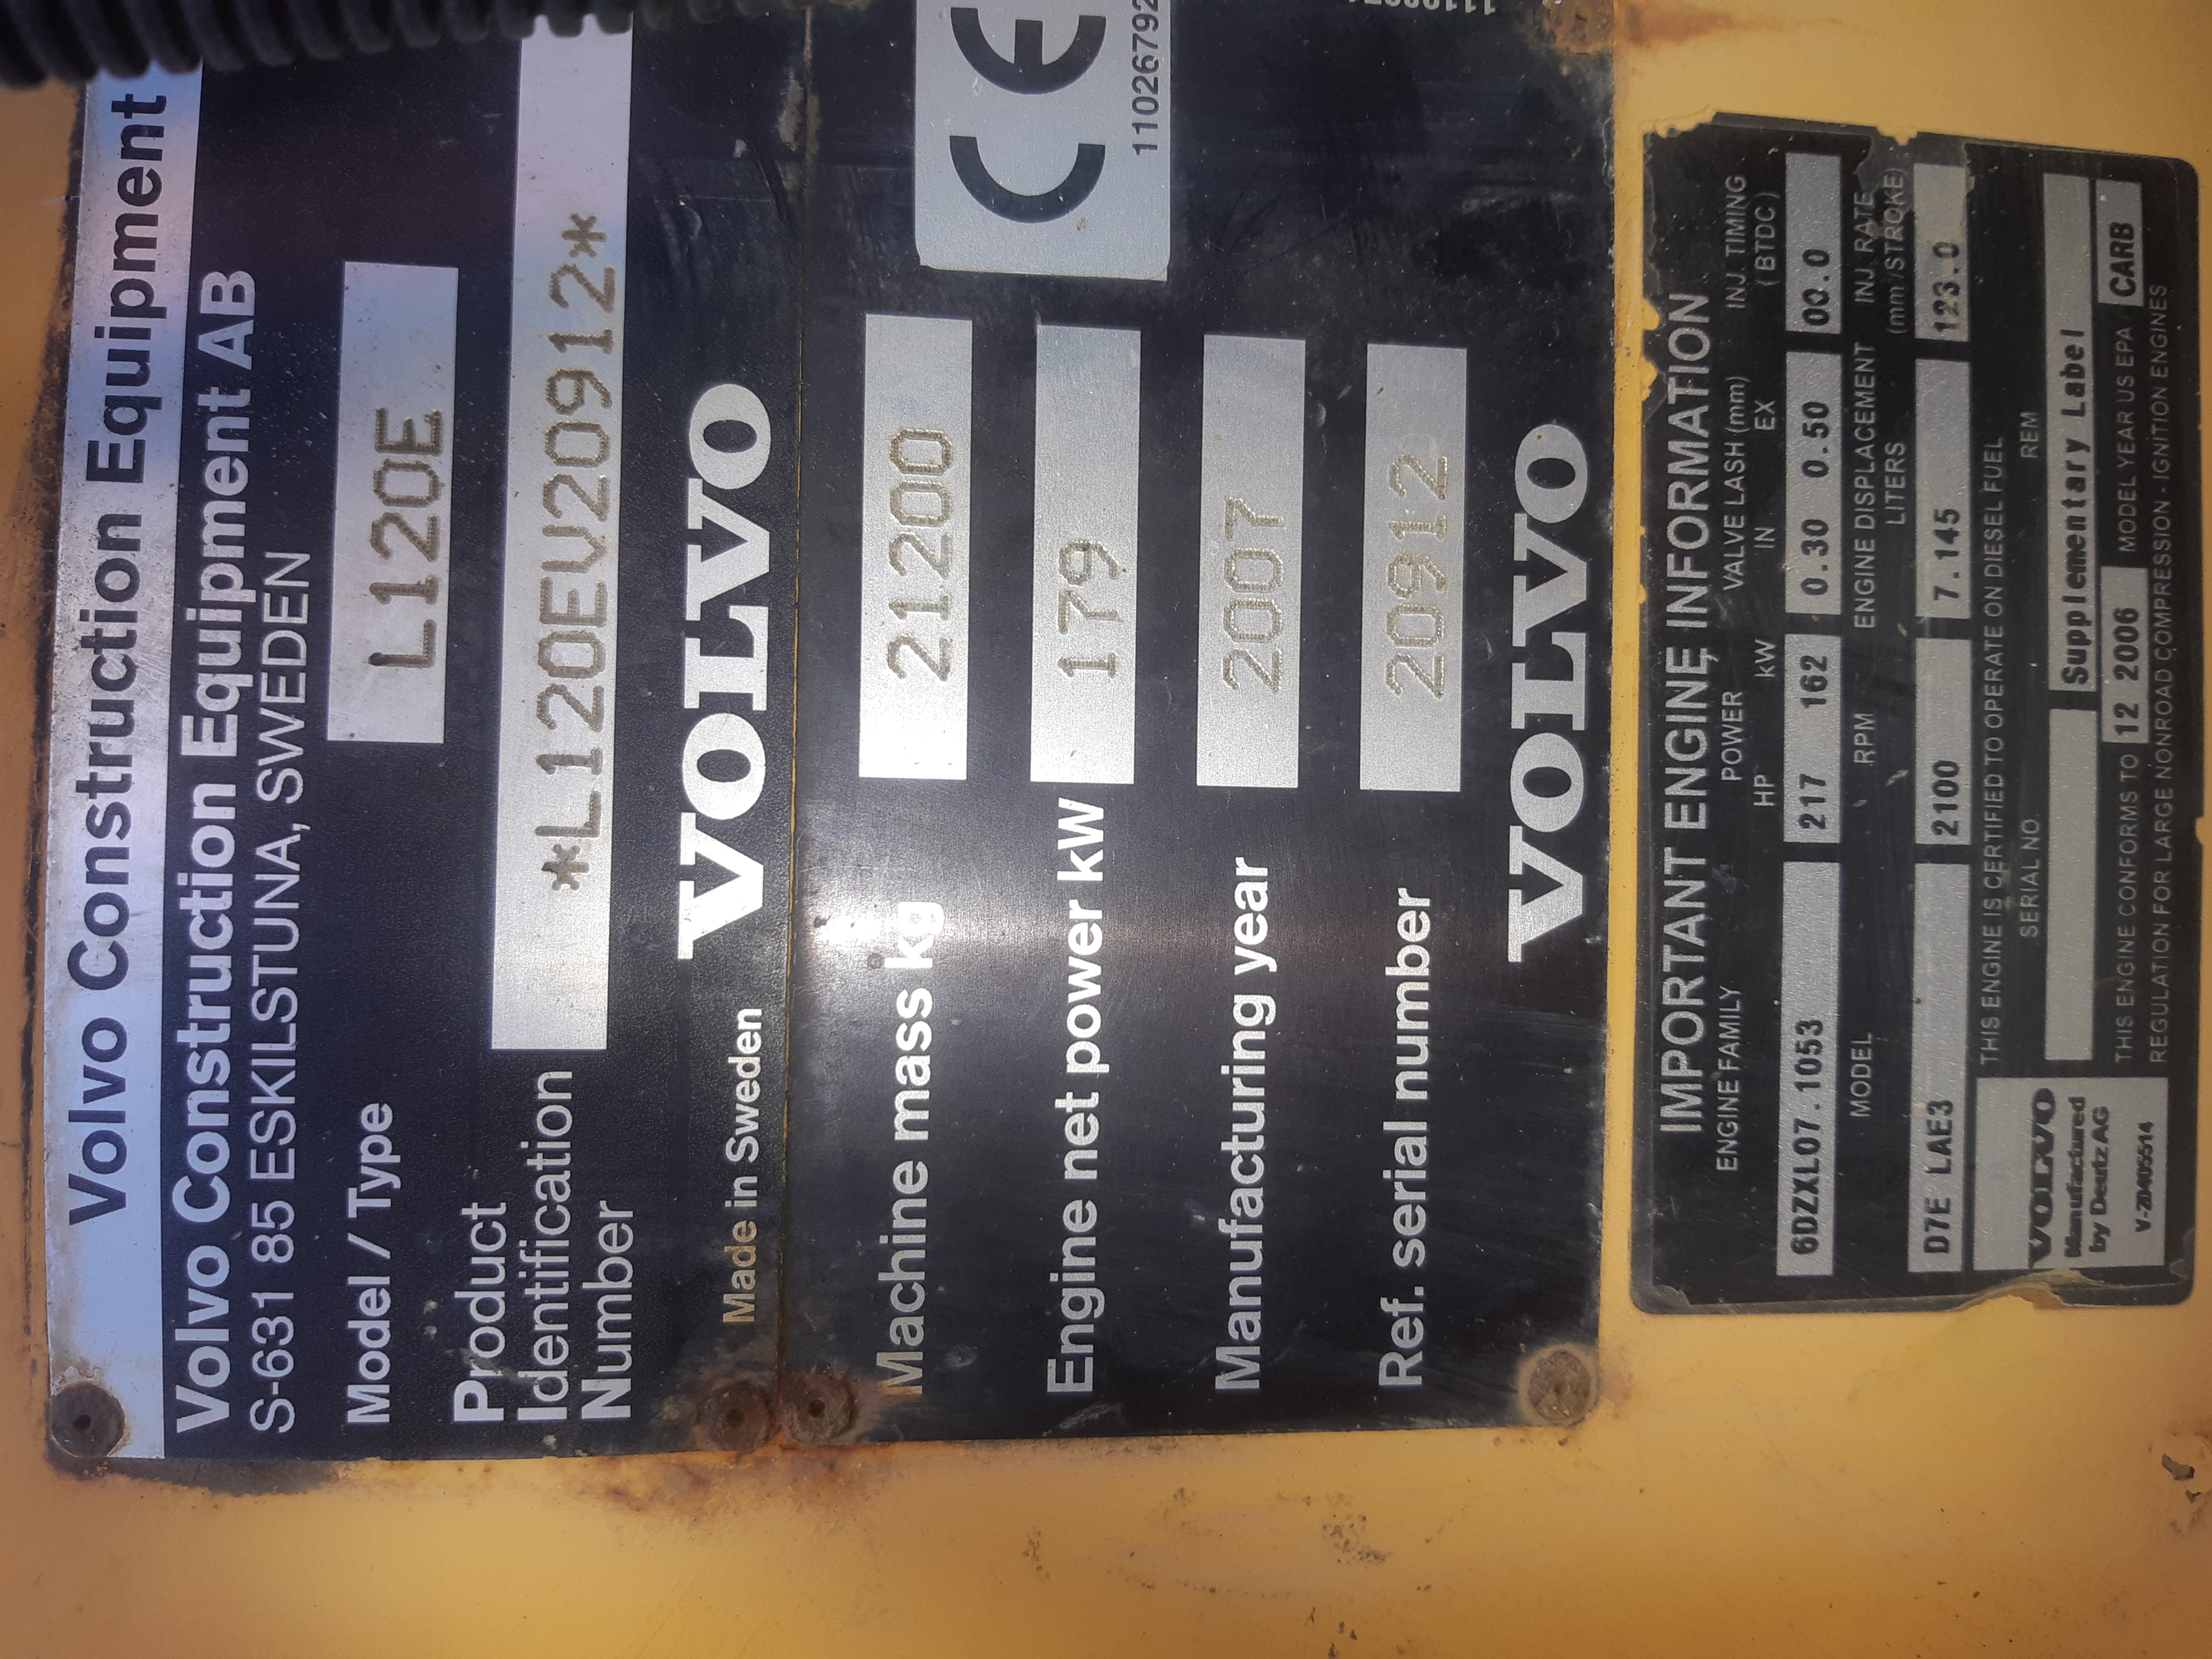 Volvo Construction Equipment
Volvo Construction Equipment AB
S-631 85 ESKILSTUNA, SWEDEN
Model / Type L120E
Product
Identification
Number
*L120EV20912*
Made in Sweden VOLVO
CE
11026792
Machine mass kg 21200
Engine net power kW 179
Manufacturing year 2007
Ref. serial number 20912
VOLVO
IMPORTANT ENGINE INFORMATION
ENGINE FAMILY POWER VALVE LASH (mm) INJ. TIMING
HP kW IN EX (BTDC)
6DZXL07.1053 217 162 0.30 0.50 00.0
MODEL RPM ENGINE DISPLACEMENT INJ. RATE
LITERS (mm /STROKE)
D7E LAE3 2100 7.145 123.0
THIS ENGINE IS CERTIFIED TO OPERATE ON DIESEL FUEL
SERIAL NO. REM
Supplementary Label
VOLVO
Manufactured
by Deutz AG
V-20405514
THIS ENGINE CONFORMS TO 12 2006 MODEL YEAR US EPA CARB
REGULATION FOR LARGE NONROAD COMPRESSION - IGNITION ENGINES